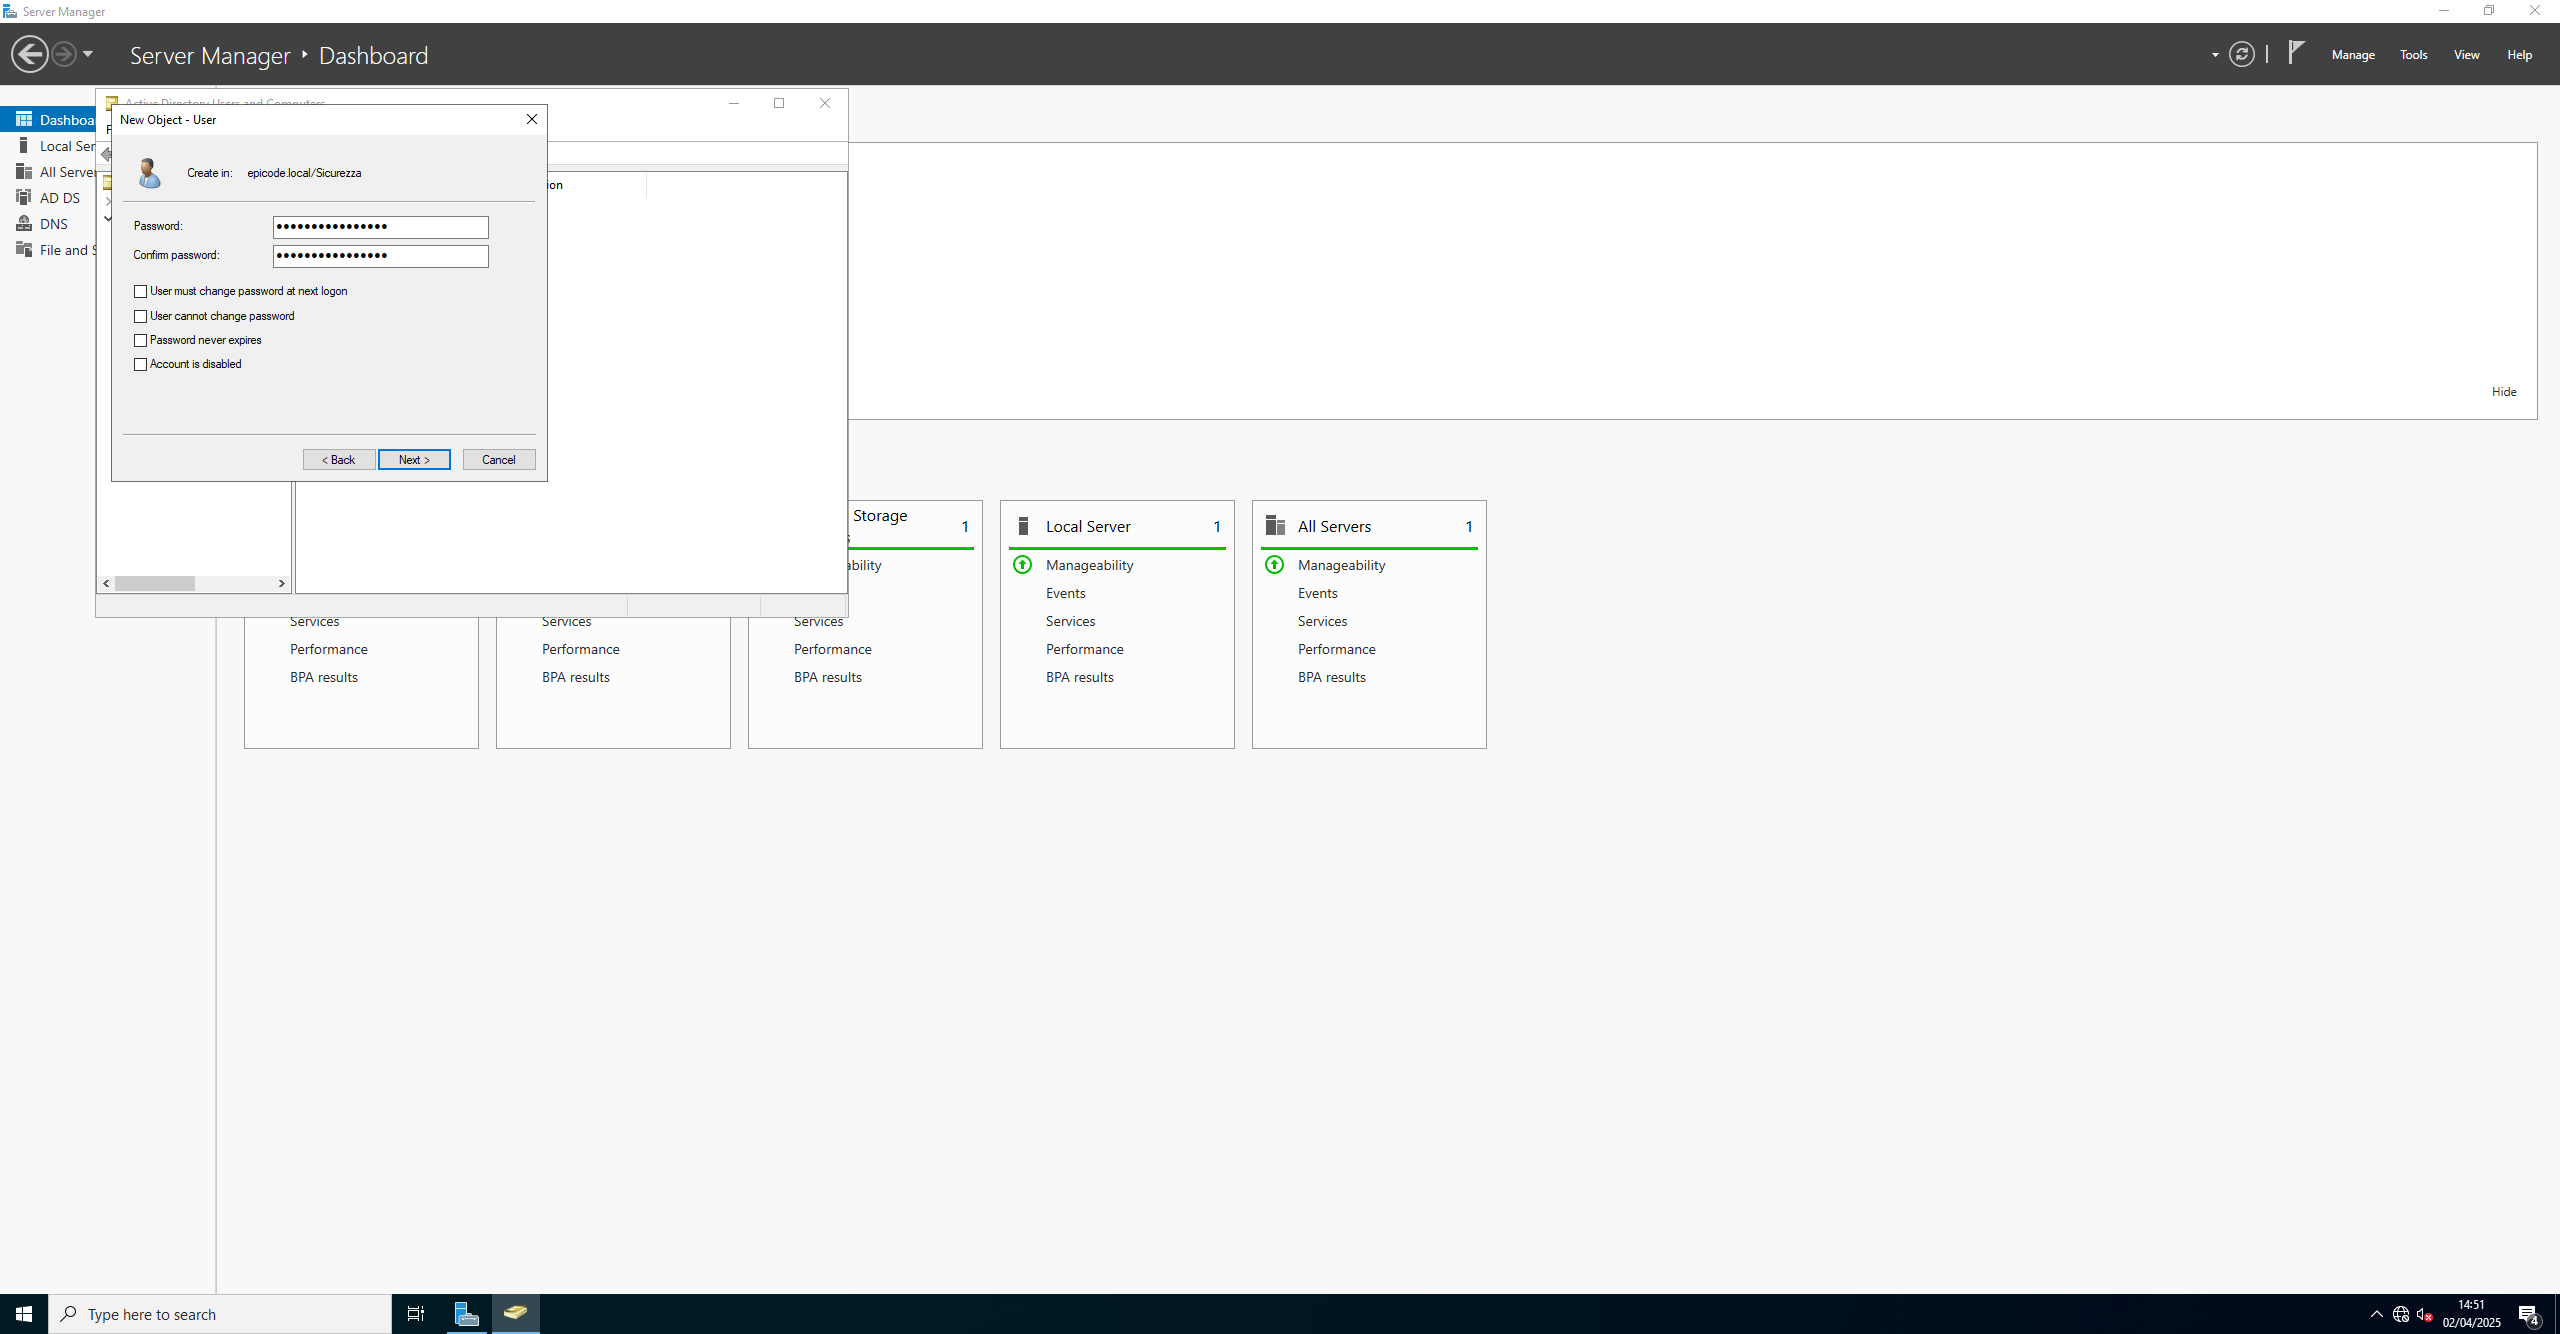 Server Manager
Server Manager ‣ Dashboard
Manage Tools View Help
Active Directory Users and Computers
New Object - User
Create in: epicode.local/Sicurezza
Password: ●●●●●●●●●●●●●●●●
Confirm password: ●●●●●●●●●●●●●●●●
User must change password at next logon
User cannot change password
Password never expires
Account is disabled
< Back
Next >
Cancel
F
ion
Dashboa
Local Ser
All Server
AD DS
DNS
File and S
Hide
Services
Performance
BPA results
Services
Performance
BPA results
Storage 1
s
ability
Services
Performance
BPA results
Local Server 1
Manageability
Events
Services
Performance
BPA results
All Servers 1
Manageability
Events
Services
Performance
BPA results
Type here to search
14:51
02/04/2025
4